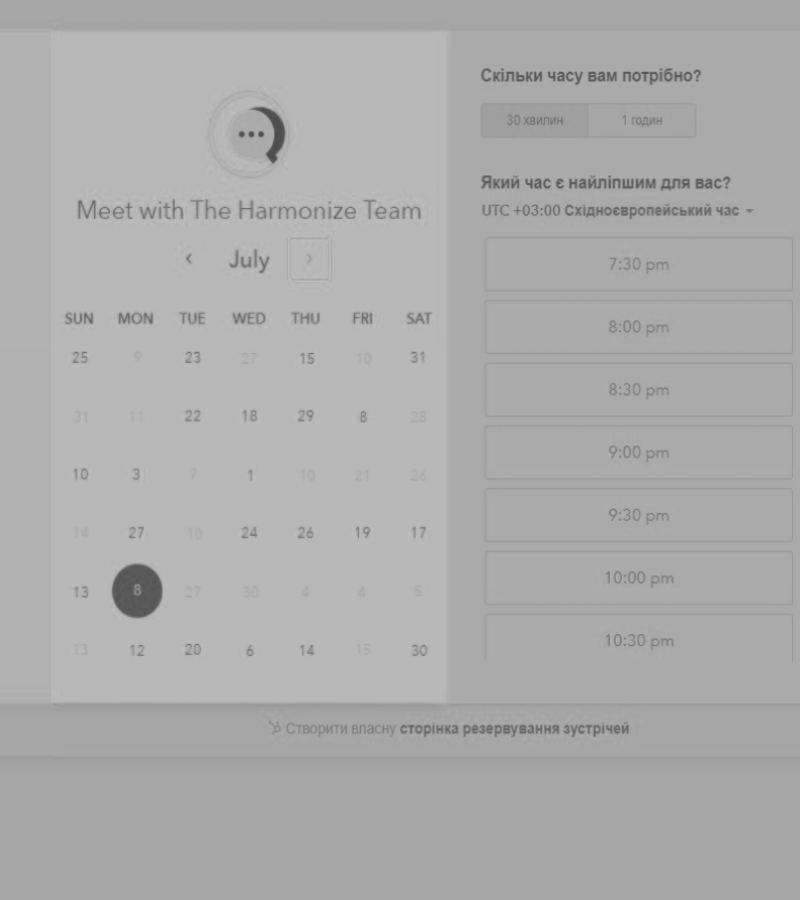 Meet with The Harmonize Team
July
SUN MON TUE WED THU FRI SAT
25 9 23 27 15 10 31
31 11 22 18 29 8 28
10 3 7 1 10 21 26
14 27 10 24 26 19 17
13 8 27 30 4 4 5
13 12 20 6 14 15 30
Скільки часу вам потрібно?
30 хвилин 1 годин
Який час є найліпшим для вас?
UTC +03:00 Східноєвропейський час
7:30 pm
8:00 pm
8:30 pm
9:00 pm
9:30 pm
10:00 pm
10:30 pm
Створити власну сторінка резервування зустрічей